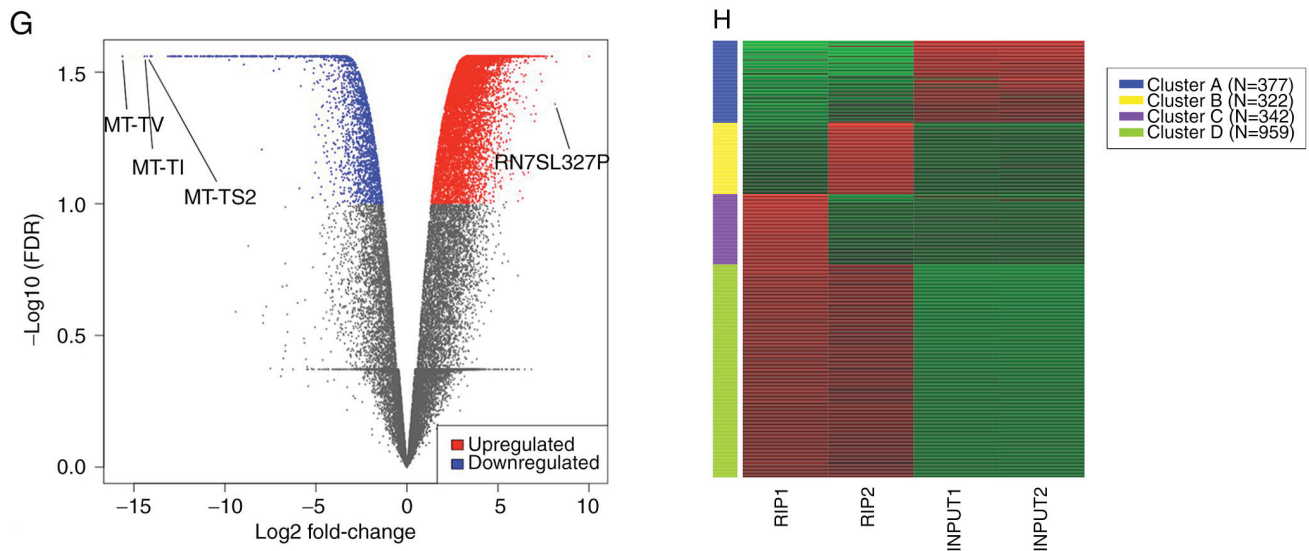 G
−Log10 (FDR)
1.5
1.0
0.5
0.0
MT-TV
MT-TI
MT-TS2
RN7SL327P
Upregulated
Downregulated
−15 −10 −5 0 5 10
Log2 fold-change
H
Cluster A (N=377)
Cluster B (N=322)
Cluster C (N=342)
Cluster D (N=959)
RIP1
RIP2
INPUT1
INPUT2